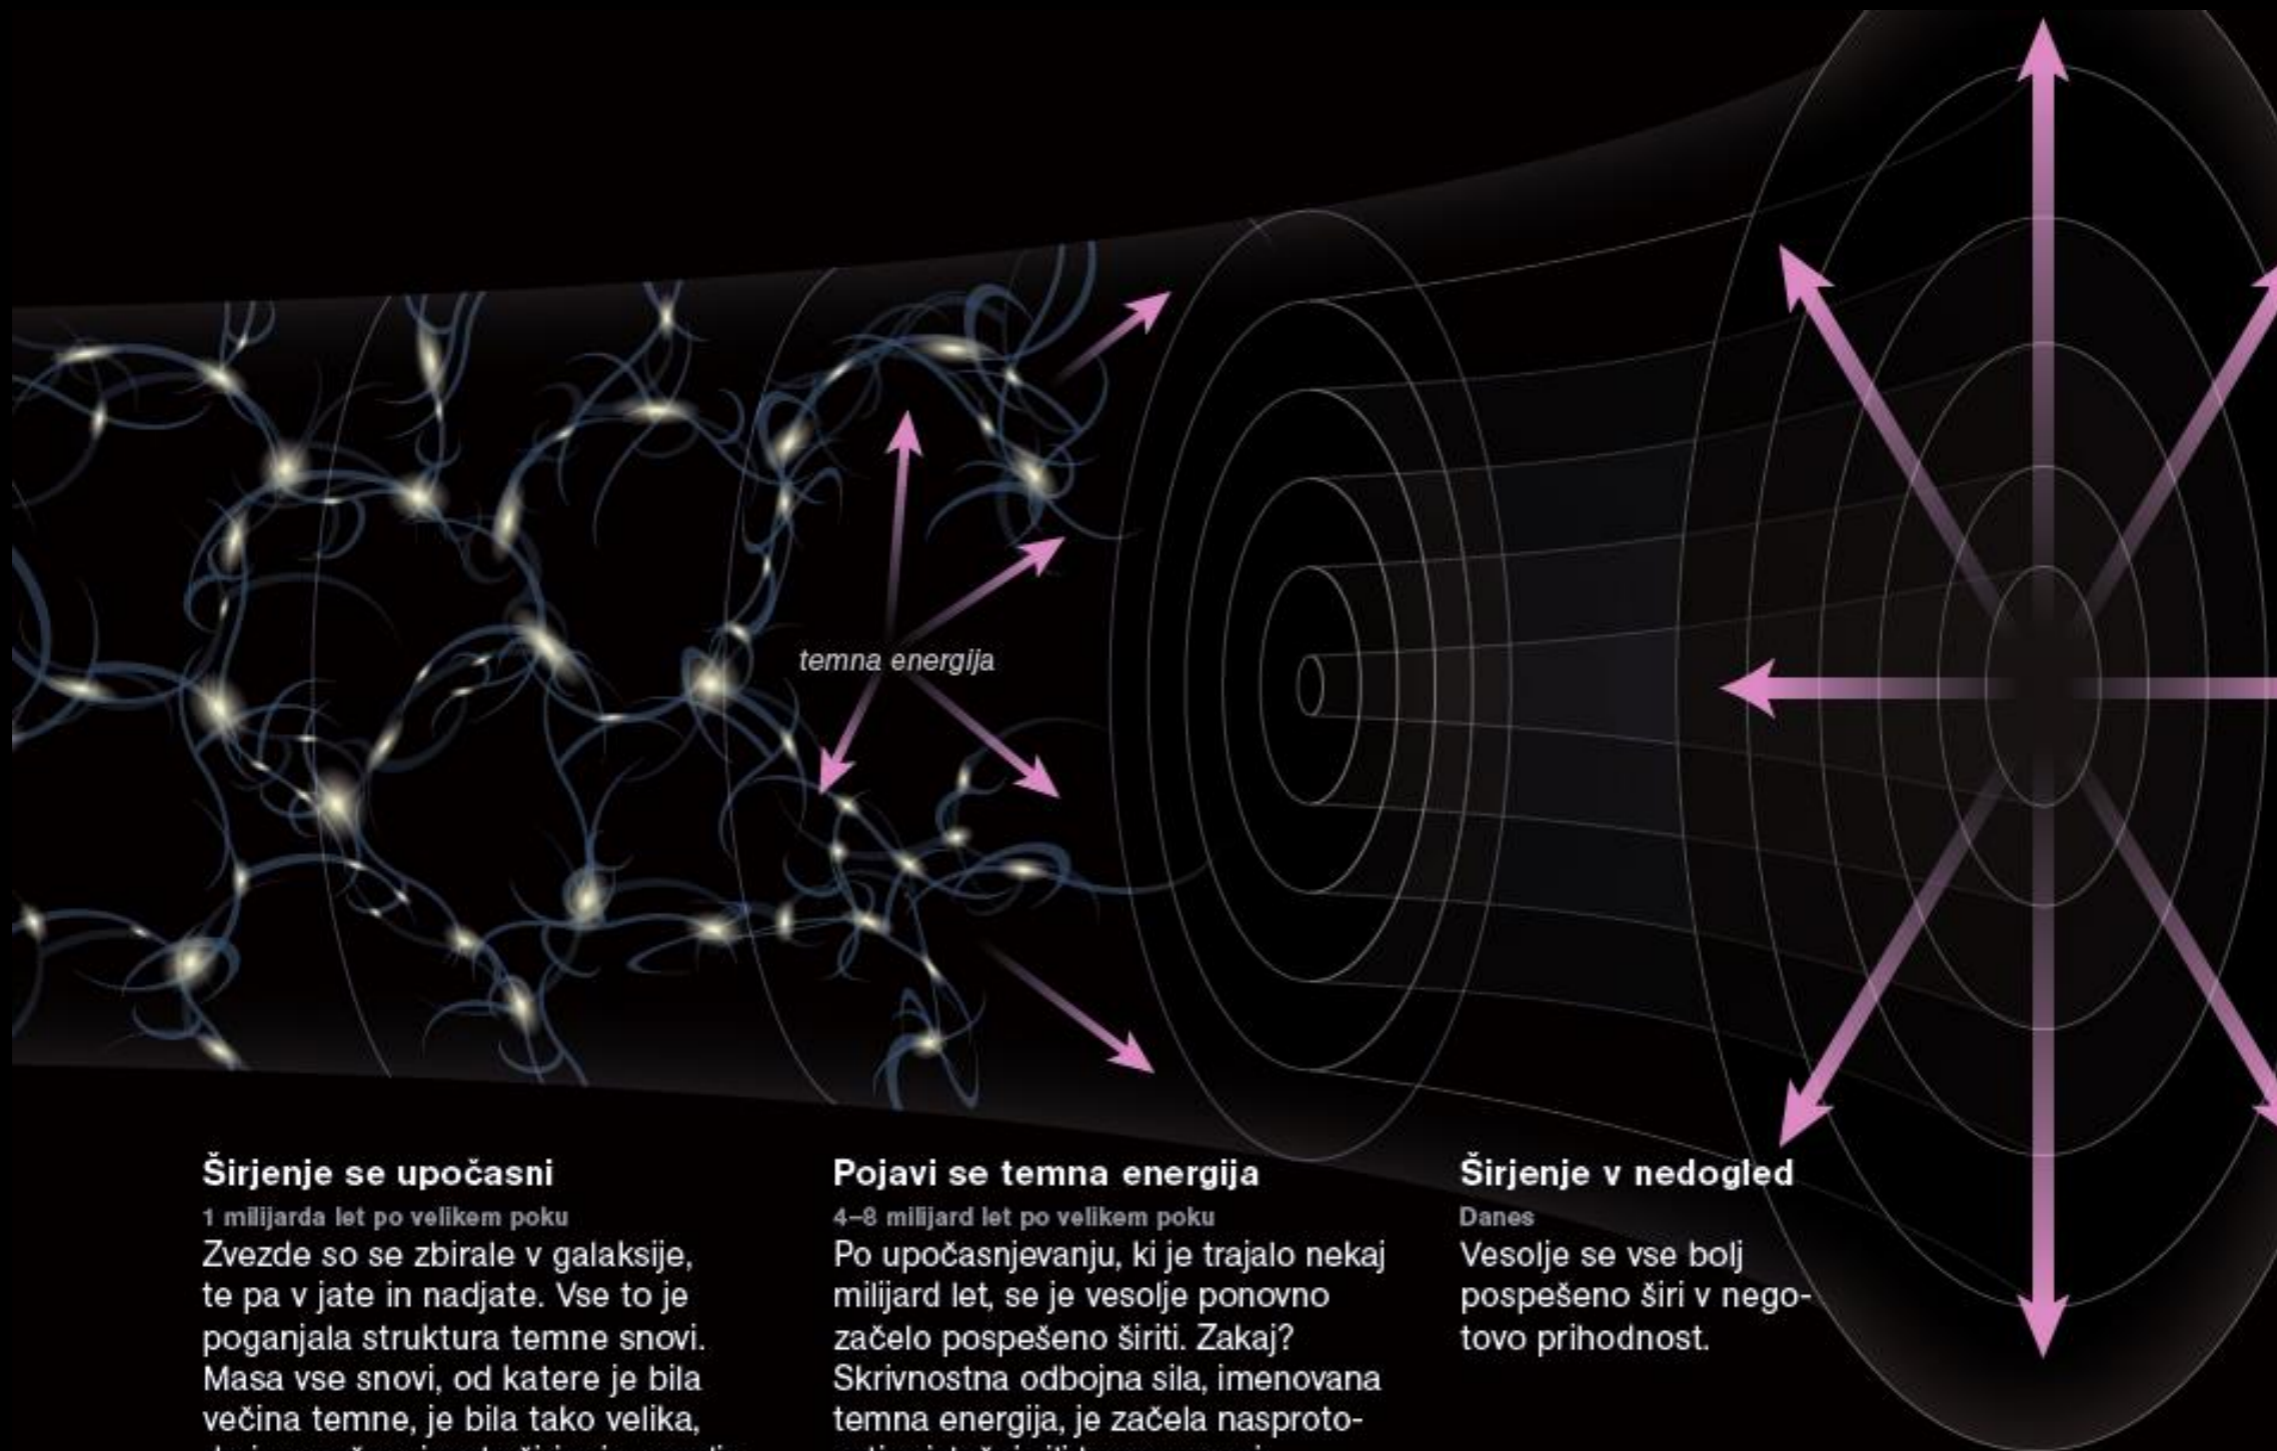 temna energija
Širjenje se upočasni
1 milijarda let po velikem poku
Zvezde so se zbirale v galaksije,
te pa v jate in nadjate. Vse to je
poganjala struktura temne snovi.
Masa vse snovi, od katere je bila
večina temne, je bila tako velika,
Pojavi se temna energija
4–8 milijard let po velikem poku
Po upočasnjevanju, ki je trajalo nekaj
milijard let, se je vesolje ponovno
začelo pospešeno širiti. Zakaj?
Skrivnostna odbojna sila, imenovana
temna energija, je začela nasproto-
Širjenje v nedogled
Danes
Vesolje se vse bolj
pospešeno širi v nego-
tovo prihodnost.